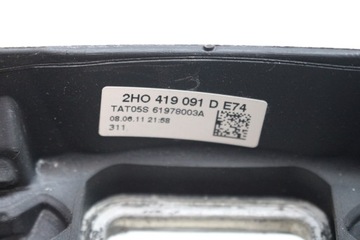 2H0 419 091 D E74
TAT05S 61978003A
08.06.11 21:58
311